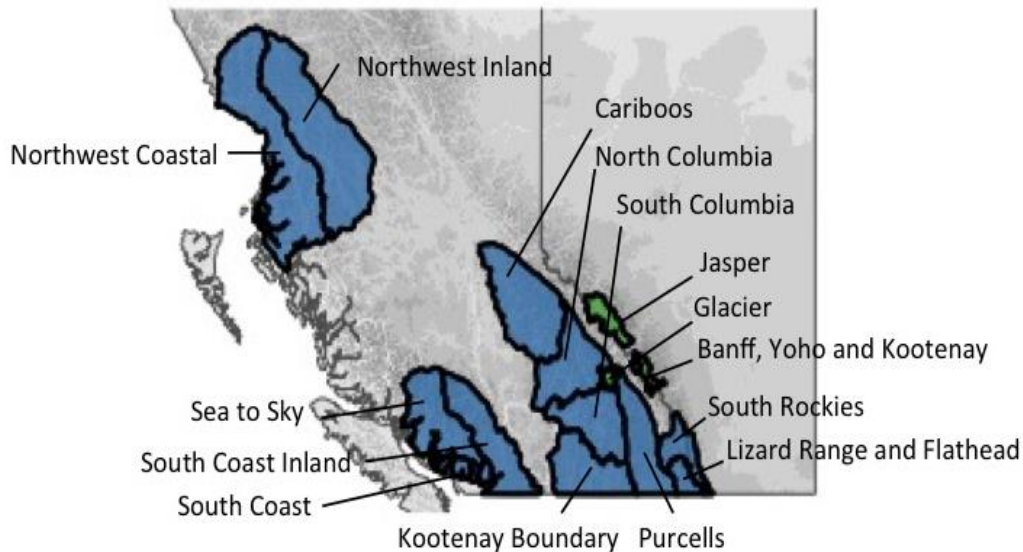 Northwest Inland
Cariboos
Northwest Coastal
North Columbia
South Columbia
Jasper
Glacier
Banff, Yoho and Kootenay
Sea to Sky
South Rockies
South Coast Inland
Lizard Range and Flathead
South Coast
Kootenay Boundary
Purcells